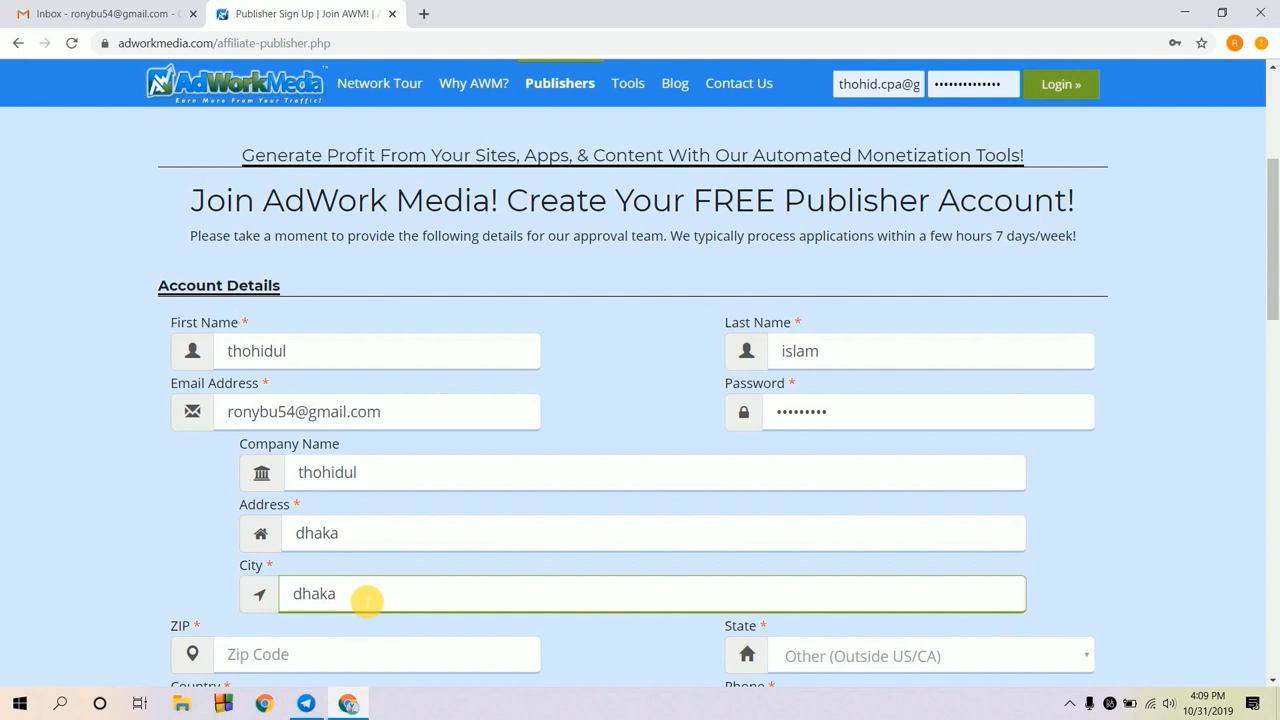 Inbox - ronybu54@gmail.com -
Publisher Sign Up | Join AWM! |
adworkmedia.com/affiliate-publisher.php
B
AdWorkMedia™
Earn More From Your Traffic!
Network Tour
Why AWM?
Publishers
Tools
Blog
Contact Us
thohid.cpa@g
••••••••••••••
Login »
Generate Profit From Your Sites, Apps, & Content With Our Automated Monetization Tools!
Join AdWork Media! Create Your FREE Publisher Account!
Please take a moment to provide the following details for our approval team. We typically process applications within a few hours 7 days/week!
Account Details
First Name *
Last Name *
thohidul
islam
Email Address *
Password *
ronybu54@gmail.com
•••••••••
Company Name
thohidul
Address *
dhaka
City *
dhaka
ZIP *
State *
Zip Code
Other (Outside US/CA)
Country *
Phone *
4:09 PM
10/31/2019